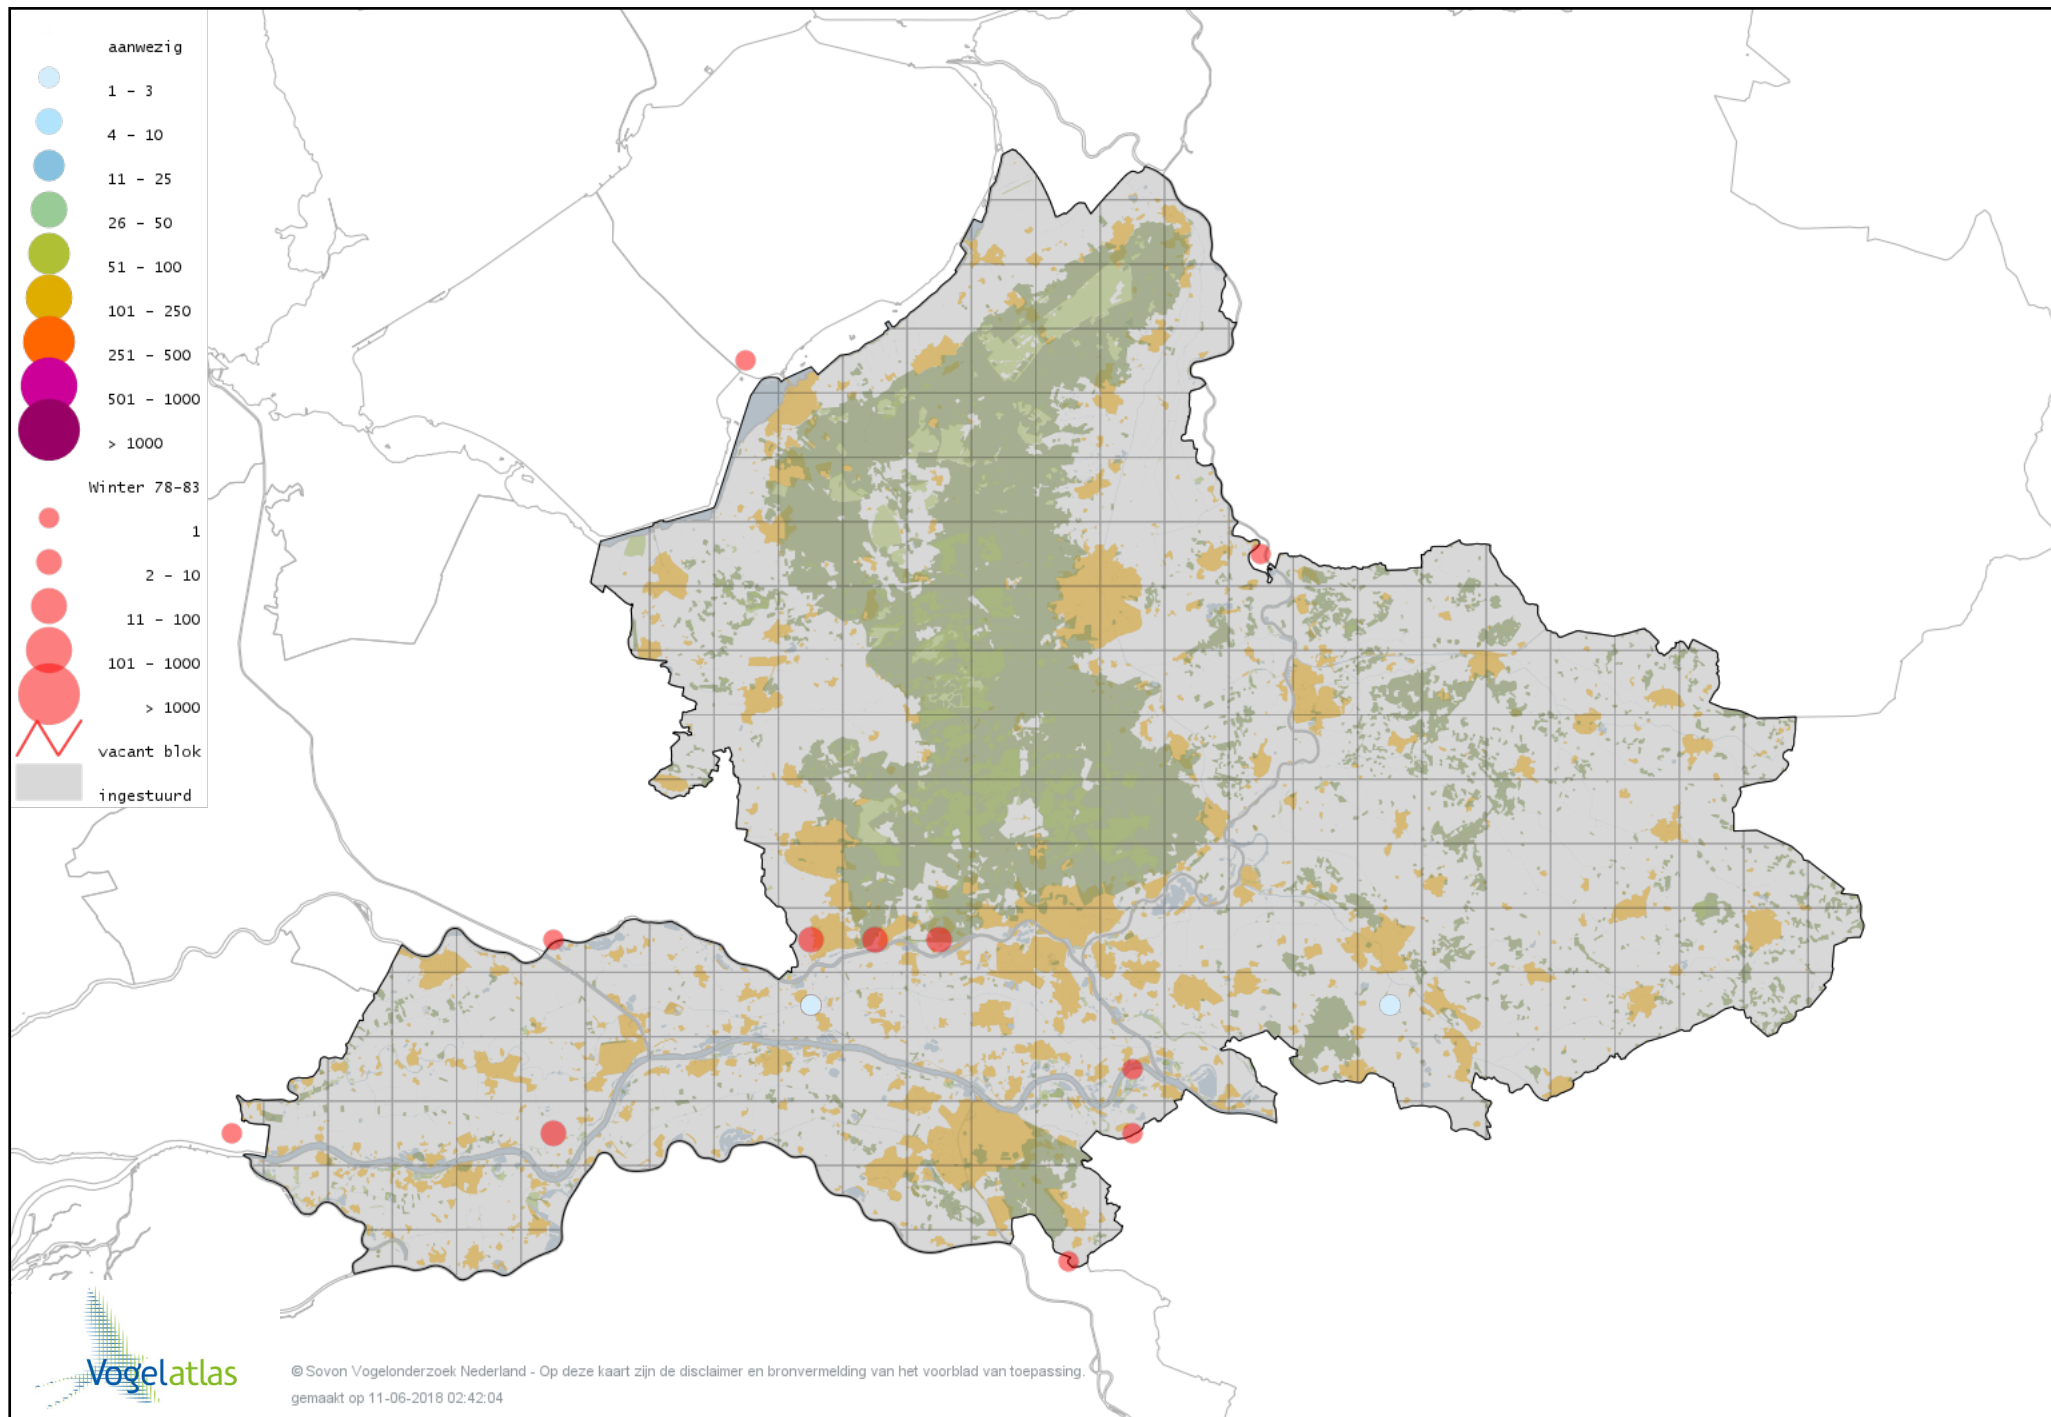 aanwezig
1 - 3
4 - 10
11 - 25
26 - 50
51 - 100
101 - 250
251 - 500
501 - 1000
> 1000
Winter 78-83
1
2 - 10
11 - 100
101 - 1000
> 1000
vacant blok
ingestuurd
Vogelatlas
© Sovon Vogelonderzoek Nederland - Op deze kaart zijn de disclaimer en bronvermelding van het voorblad van toepassing.
gemaakt op 11-06-2018 02:42:04